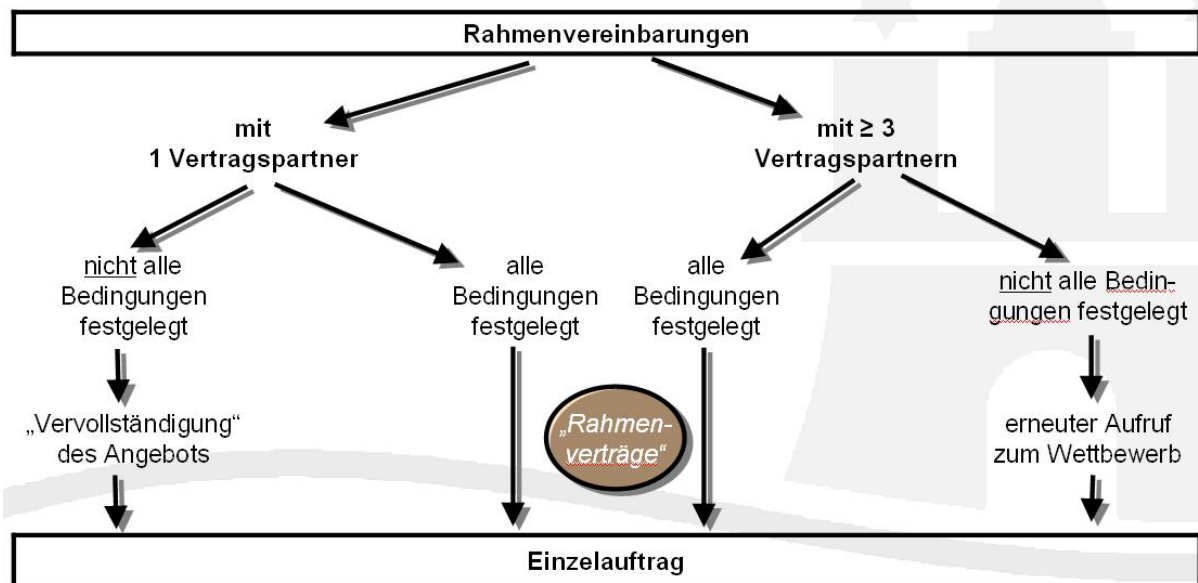 Rahmenvereinbarungen
mit
1 Vertragspartner
mit ≥ 3
Vertragspartnern
nicht alle
Bedingungen
festgelegt
alle
Bedingungen
festgelegt
alle
Bedingungen
festgelegt
nicht alle Bedin-
gungen festgelegt
„Vervollständigung“
des Angebots
„Rahmen-
verträge“
erneuter Aufruf
zum Wettbewerb
Einzelauftrag